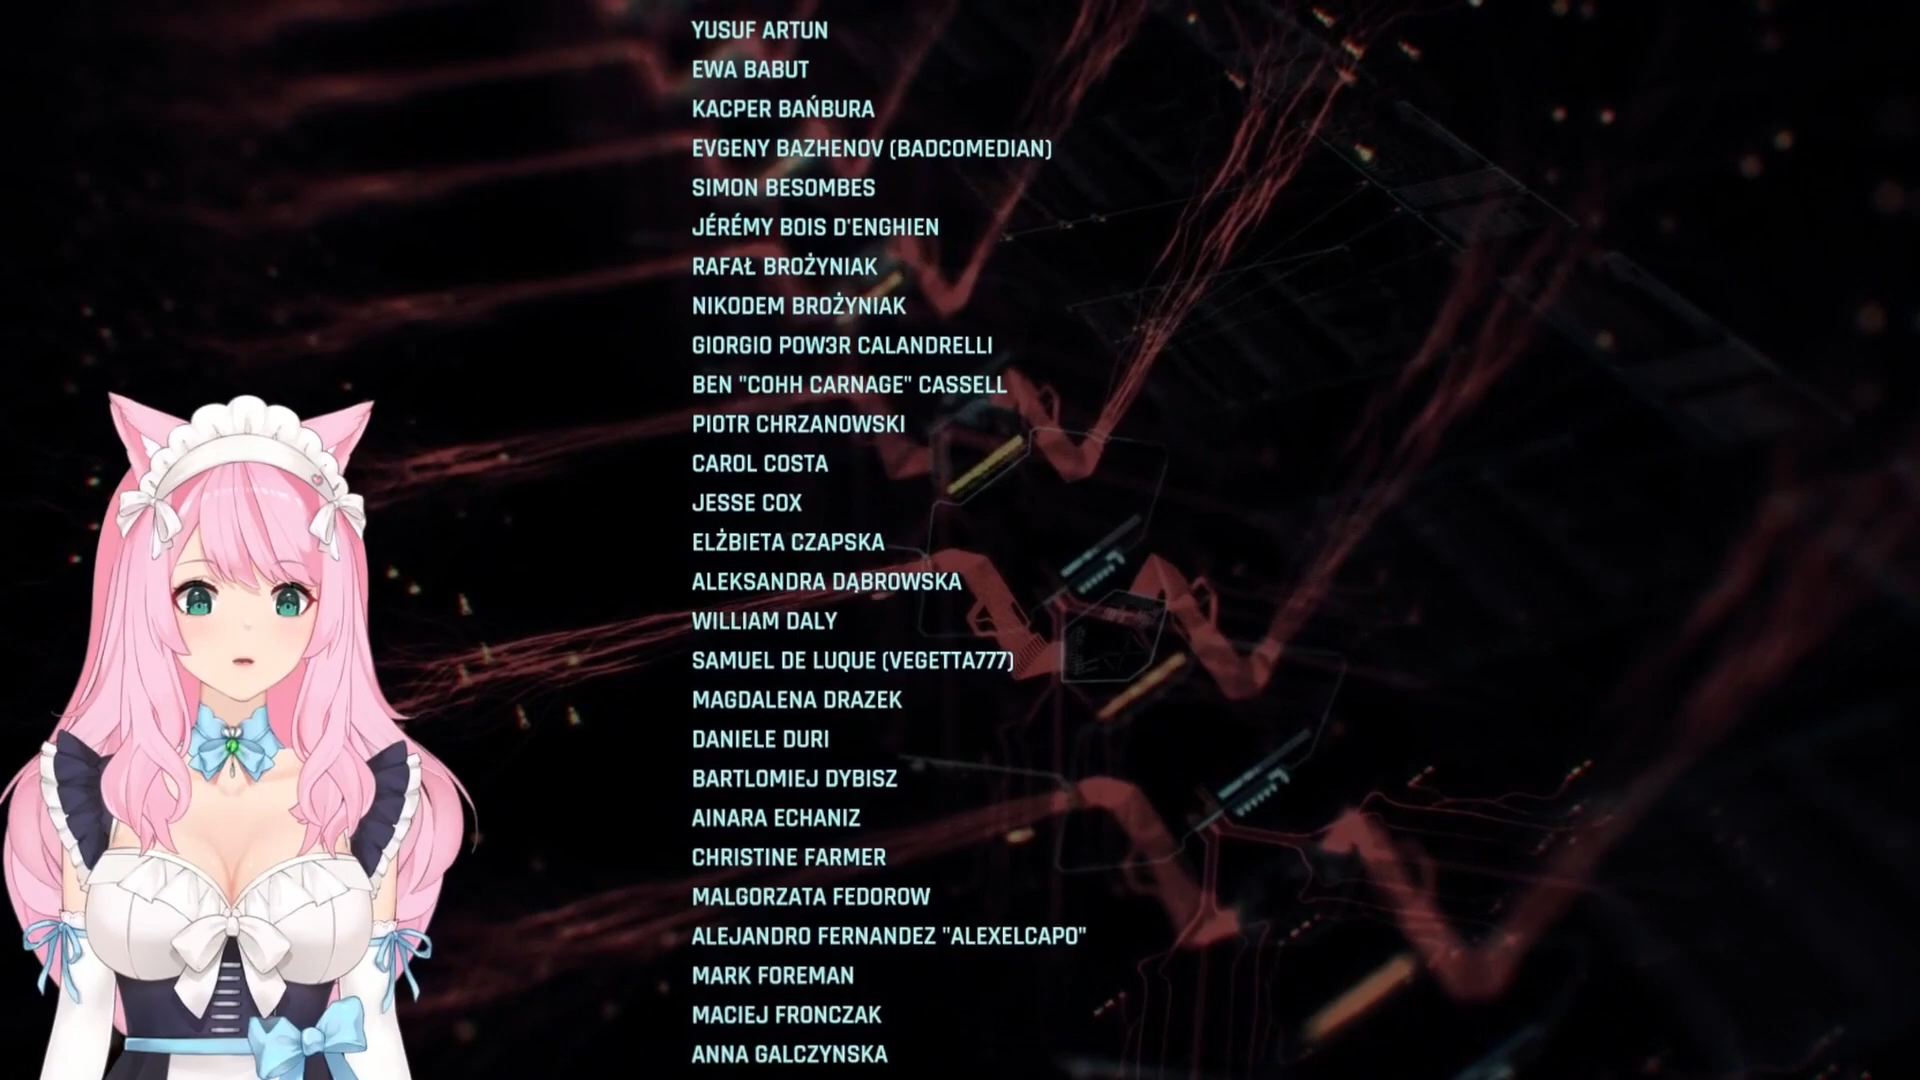 YUSUF ARTUN
EWA BABUT
KACPER BAŃBURA
EVGENY BAZHENOV (BADCOMEDIAN)
SIMON BESOMBES
JÉRÉMY BOIS D'ENGHIEN
RAFAŁ BROŻYNIAK
NIKODEM BROŻYNIAK
GIORGIO POW3R CALANDRELLI
BEN "COHH CARNAGE" CASSELL
PIOTR CHRZANOWSKI
CAROL COSTA
JESSE COX
ELŻBIETA CZAPSKA
ALEKSANDRA DĄBROWSKA
WILLIAM DALY
SAMUEL DE LUQUE (VEGETTA777)
MAGDALENA DRAZEK
DANIELE DURI
BARTLOMIEJ DYBISZ
AINARA ECHANIZ
CHRISTINE FARMER
MALGORZATA FEDOROW
ALEJANDRO FERNANDEZ "ALEXELCAPO"
MARK FOREMAN
MACIEJ FRONCZAK
ANNA GALCZYNSKA